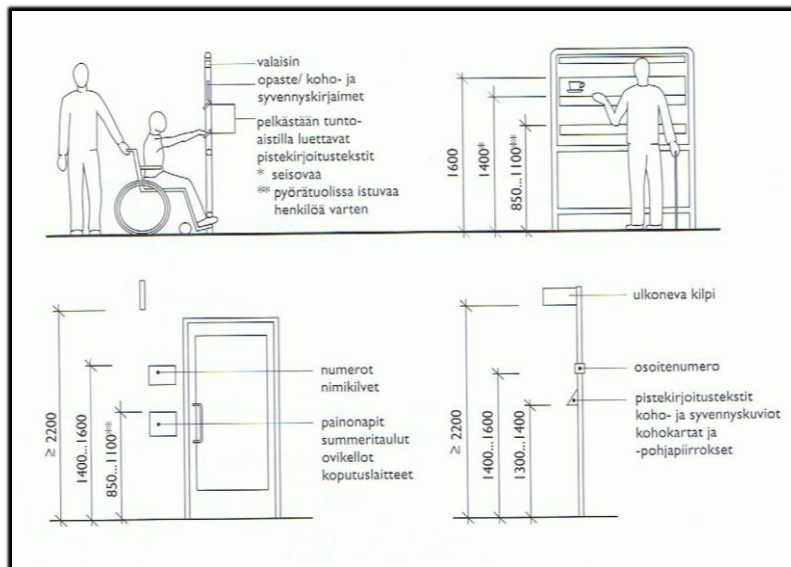 valaisin
opaste/ koho- ja
syvennyskirjaimet
pelkästään tunto-
aistilla luettavat
pistekirjoitustekstit
* seisovaa
** pyörätuolissa istuvaa
henkilöä varten
1600
1400*
850...1100**
≥ 2200
1400...1600
850...1100**
numerot
nimikilvet
painonapit
summeritaulut
ovikellot
koputuslaitteet
≥ 2200
1400...1600
1300...1400
ulkoneva kilpi
osoitenumero
pistekirjoitustekstit
koho- ja syvennyskuviot
kohokartat ja
-pohjapiirrokset